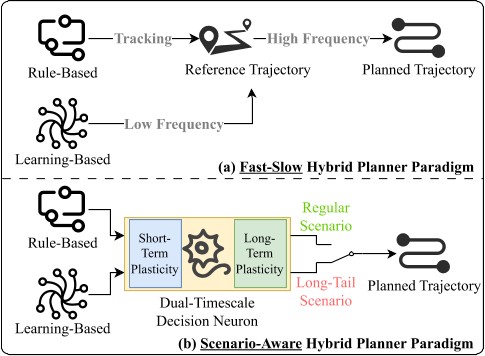 Rule-Based
Tracking
Reference Trajectory
High Frequency
Planned Trajectory
Learning-Based
Low Frequency
(a) Fast-Slow Hybrid Planner Paradigm
Rule-Based
Learning-Based
Short-
Term
Plasticity
Long-
Term
Plasticity
Dual-Timescale
Decision Neuron
Regular
Scenario
Long-Tail
Scenario
Planned Trajectory
(b) Scenario-Aware Hybrid Planner Paradigm